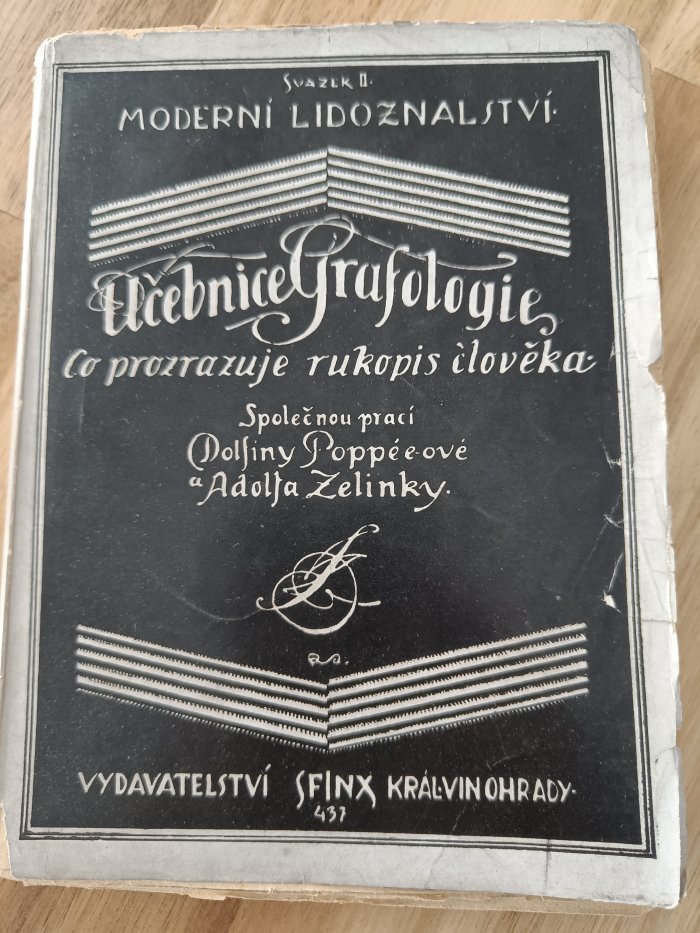 Svazek II.
MODERNÍ LIDOZNALSTVÍ.
Učebnice Grafologie
Co prozrazuje rukopis člověka.
Společnou prací
Dolfiny Poppée-ové
a Adolfa Zelinky.
VYDAVATELSTVÍ SFINX KRÁL.VINOHRADY.
437